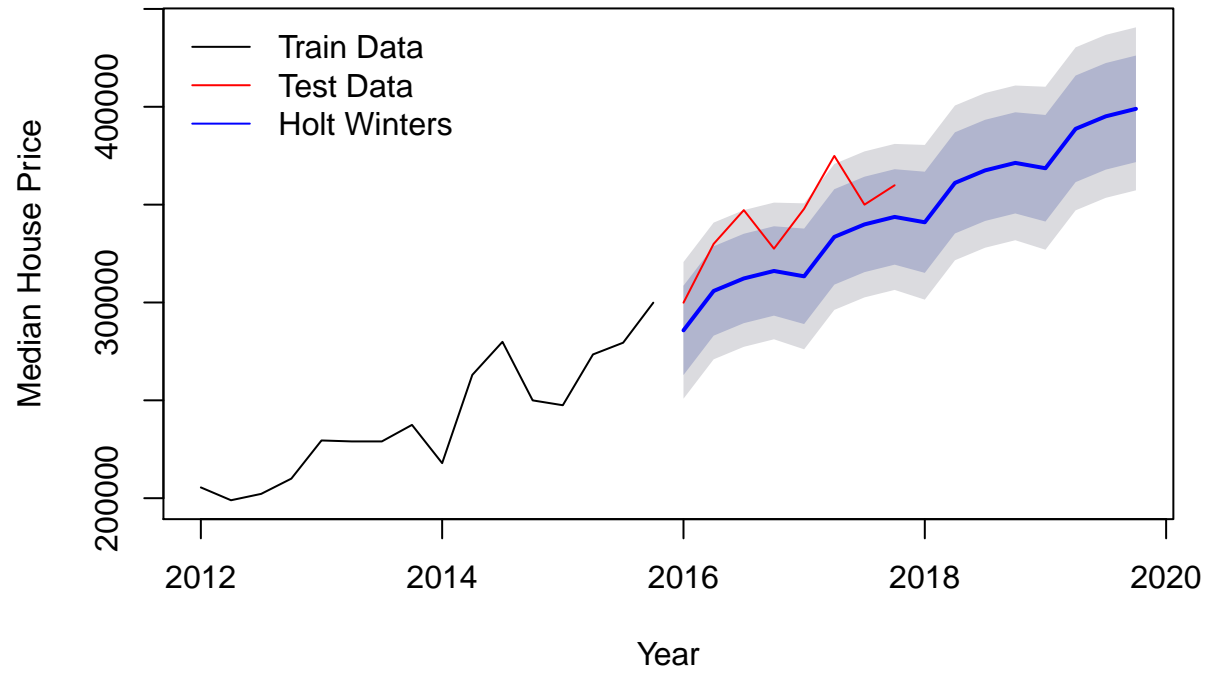 Train Data
Test Data
Holt Winters
Median House Price
200000
300000
400000
2012
2014
2016
2018
2020
Year